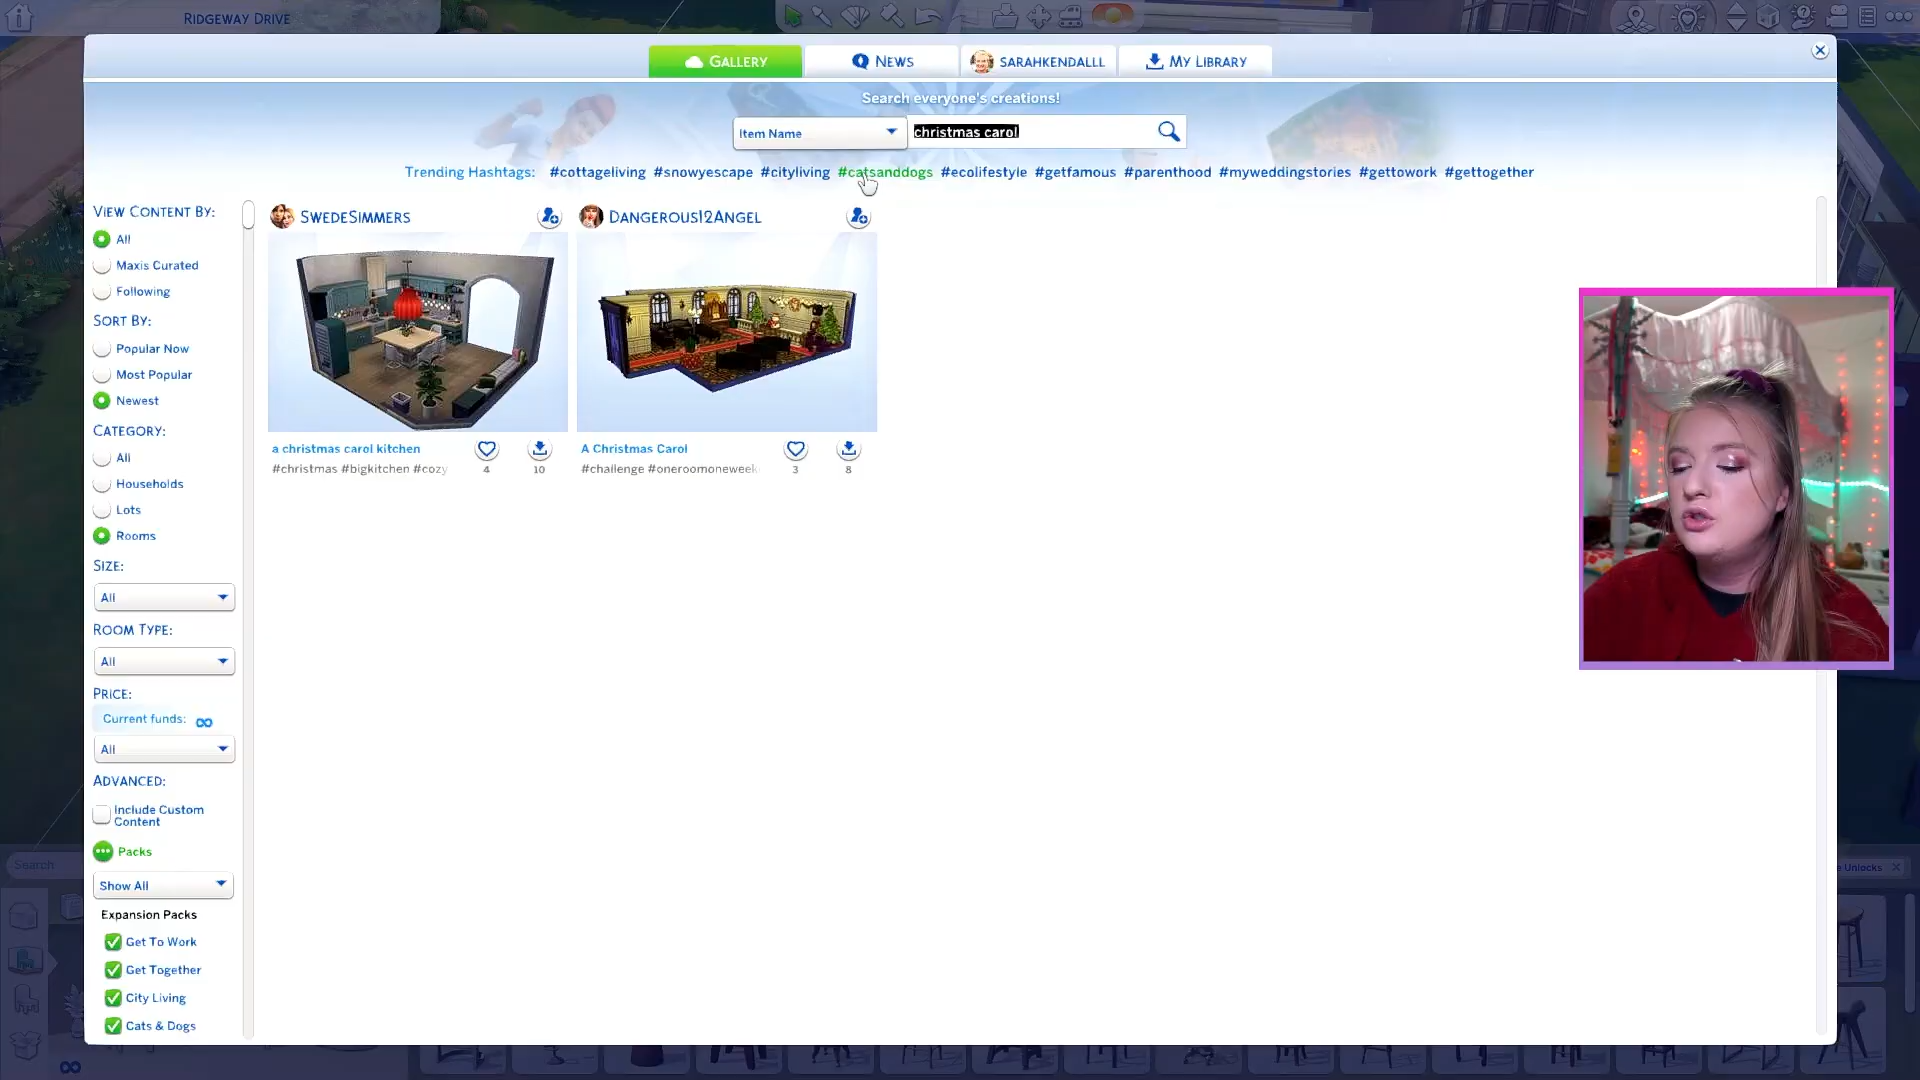 RIDGEWAY DRIVE
GALLERY
NEWS
SARAHKENDALLL
MY LIBRARY
Search everyone's creations!
Item Name
christmas carol
Trending Hashtags: #cottageliving #snowyescape #cityliving #catsanddogs #ecolifestyle #getfamous #parenthood #myweddingstories #gettowork #gettogether
VIEW CONTENT BY:
All
Maxis Curated
Following
SORT BY:
Popular Now
Most Popular
Newest
CATEGORY:
All
Households
Lots
Rooms
SIZE:
All
ROOM TYPE:
All
PRICE:
Current funds: ∞
All
ADVANCED:
Include Custom
Content
Packs
Show All
Expansion Packs
Get To Work
Get Together
City Living
Cats & Dogs
SWEDESIMMERS
a christmas carol kitchen
#christmas #bigkitchen #cozy
4
10
DANGEROUS12ANGEL
A Christmas Carol
#challenge #oneroomoneweek
3
8
Search
e Unlocks
∞